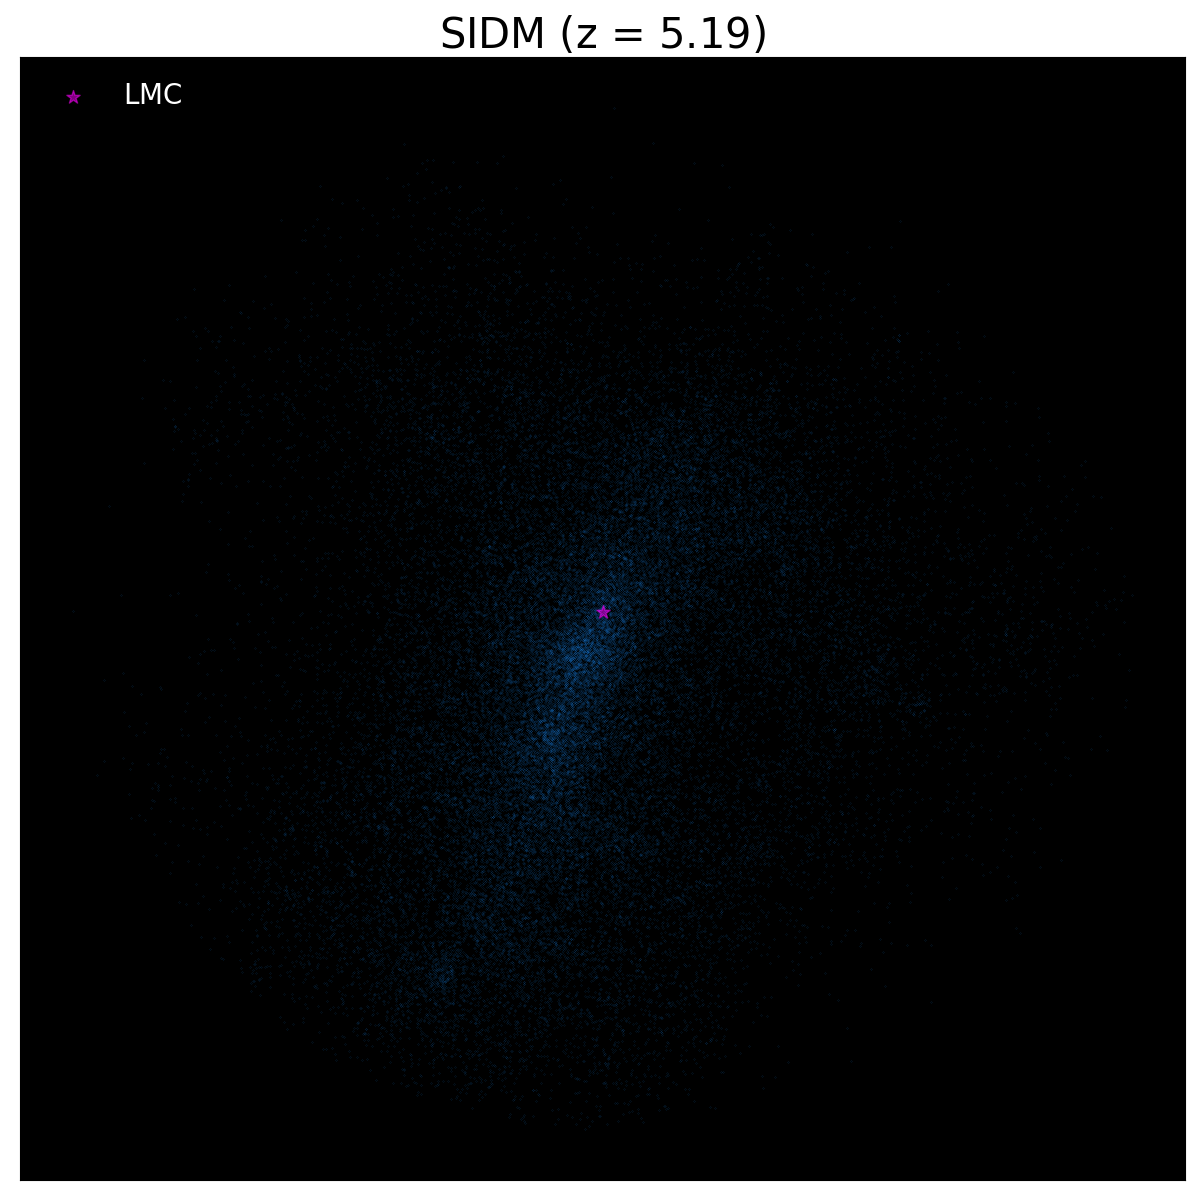 SIDM (z = 5.19)
LMC